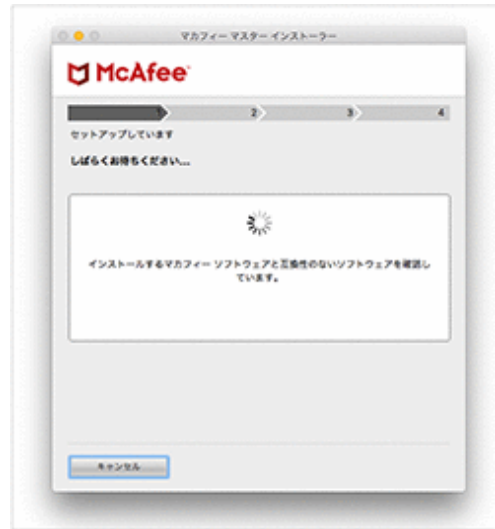 マカフィー マスター インストーラー
McAfee
1 2 3 4
セットアップしています
しばらくお待ちください...
インストールするマカフィー ソフトウェアと互換性のないソフトウェアを確認し
ています。
キャンセル